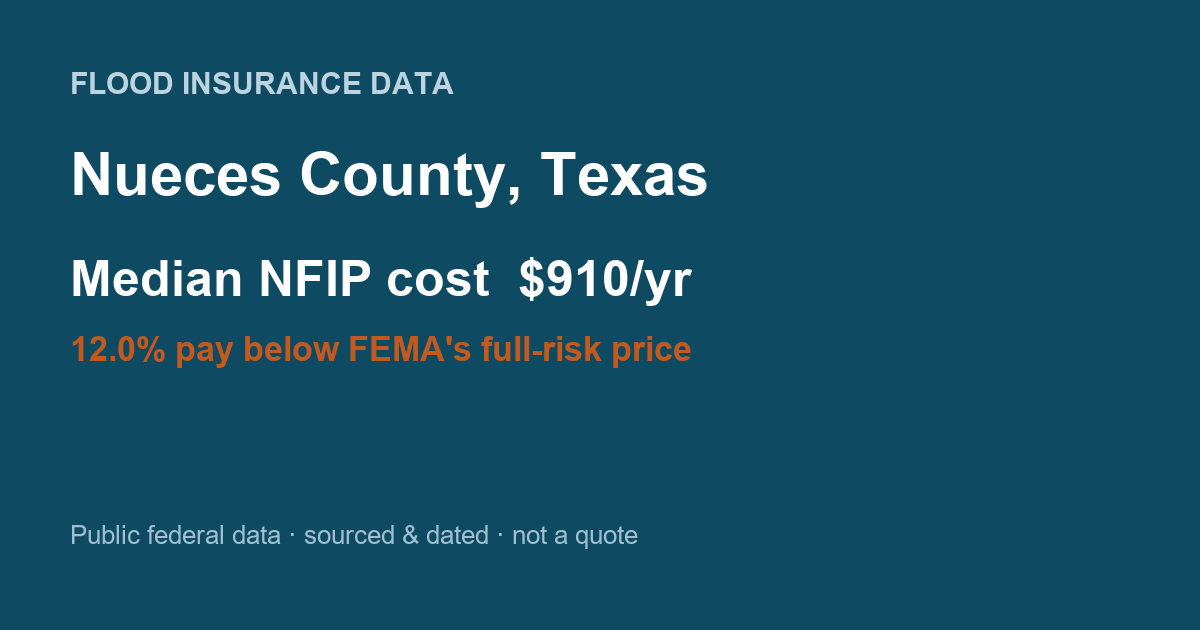 FLOOD INSURANCE DATA
Nueces County, Texas
Median NFIP cost  $910/yr
12.0% pay below FEMA's full-risk price
Public federal data · sourced & dated · not a quote